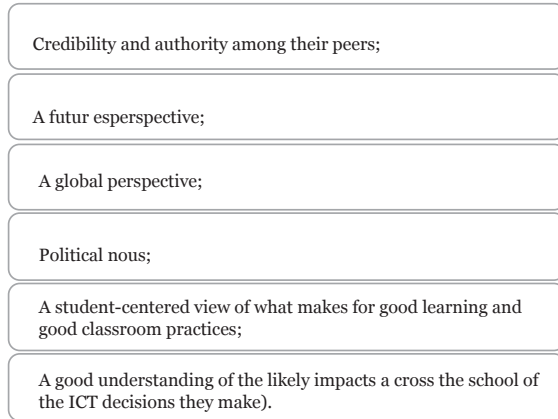 Credibility and authority among their peers;
A futur esperspective;
A global perspective;
Political nous;
A student-centered view of what makes for good learning and
good classroom practices;
A good understanding of the likely impacts a cross the school of
the ICT decisions they make).